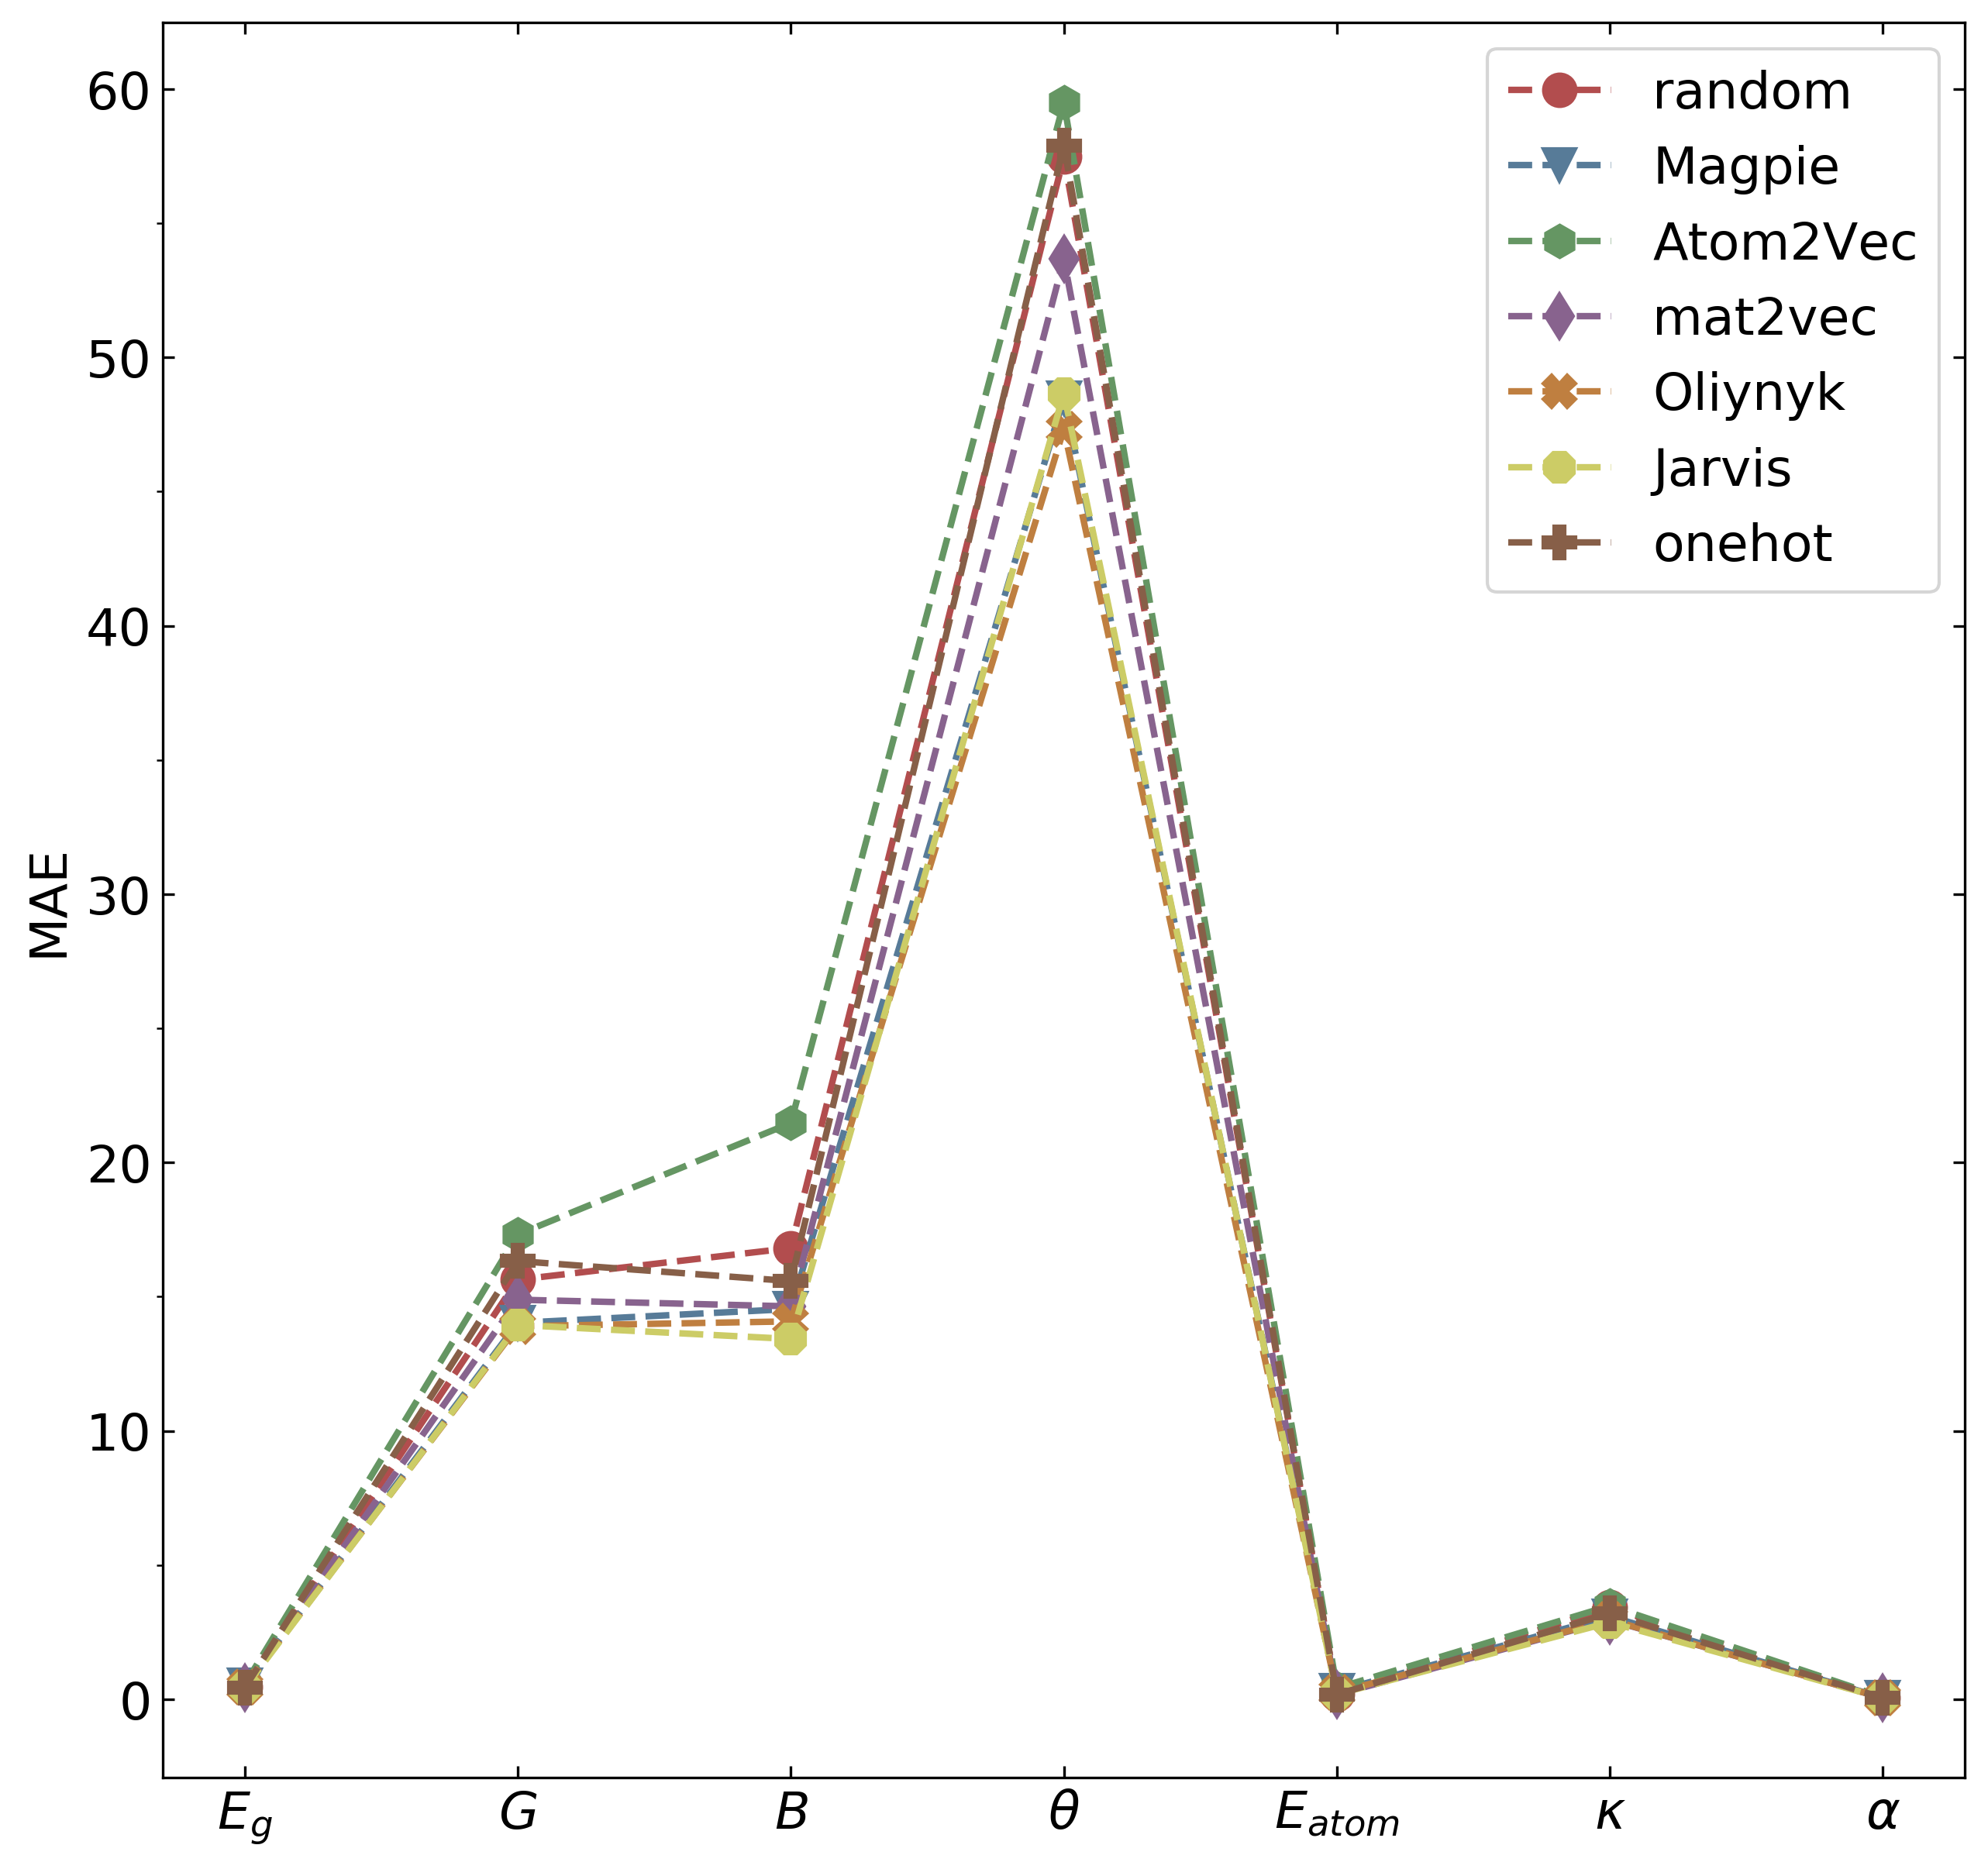 MAE
60
50
40
30
20
10
0
E_g
G
B
θ
E_atom
κ
α
random
Magpie
Atom2Vec
mat2vec
Oliynyk
Jarvis
onehot